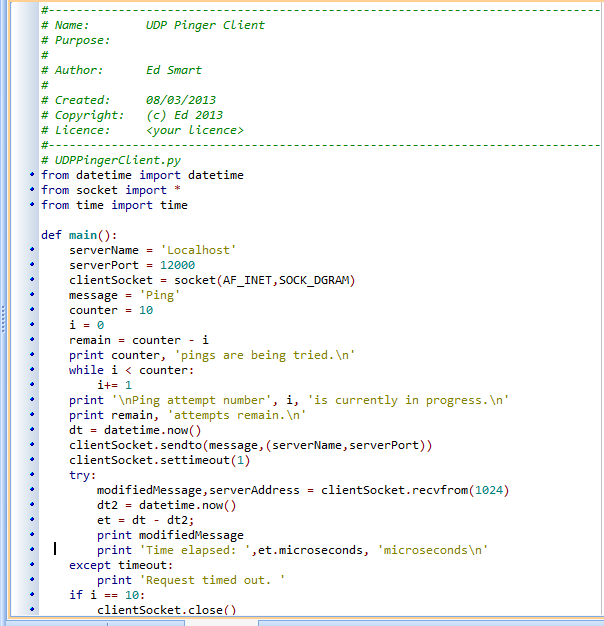 #-------------------------------------------------------------------------------
# Name:        UDP Pinger Client
# Purpose:
#
# Author:      Ed Smart
#
# Created:     08/03/2013
# Copyright:   (c) Ed 2013
# Licence:     <your licence>
#-------------------------------------------------------------------------------
# UDPPingerClient.py
from datetime import datetime
from socket import *
from time import time

def main():
    serverName = 'Localhost'
    serverPort = 12000
    clientSocket = socket(AF_INET,SOCK_DGRAM)
    message = 'Ping'
    counter = 10
    i = 0
    remain = counter - i
    print counter, 'pings are being tried.\n'
    while i < counter:
        i+= 1
    print '\nPing attempt number', i, 'is currently in progress.\n'
    print remain, 'attempts remain.\n'
    dt = datetime.now()
    clientSocket.sendto(message,(serverName,serverPort))
    clientSocket.settimeout(1)
    try:
        modifiedMessage,serverAddress = clientSocket.recvfrom(1024)
        dt2 = datetime.now()
        et = dt - dt2;
        print modifiedMessage
        print 'Time elapsed: ',et.microseconds, 'microseconds\n'
    except timeout:
        print 'Request timed out. '
    if i == 10:
        clientSocket.close()